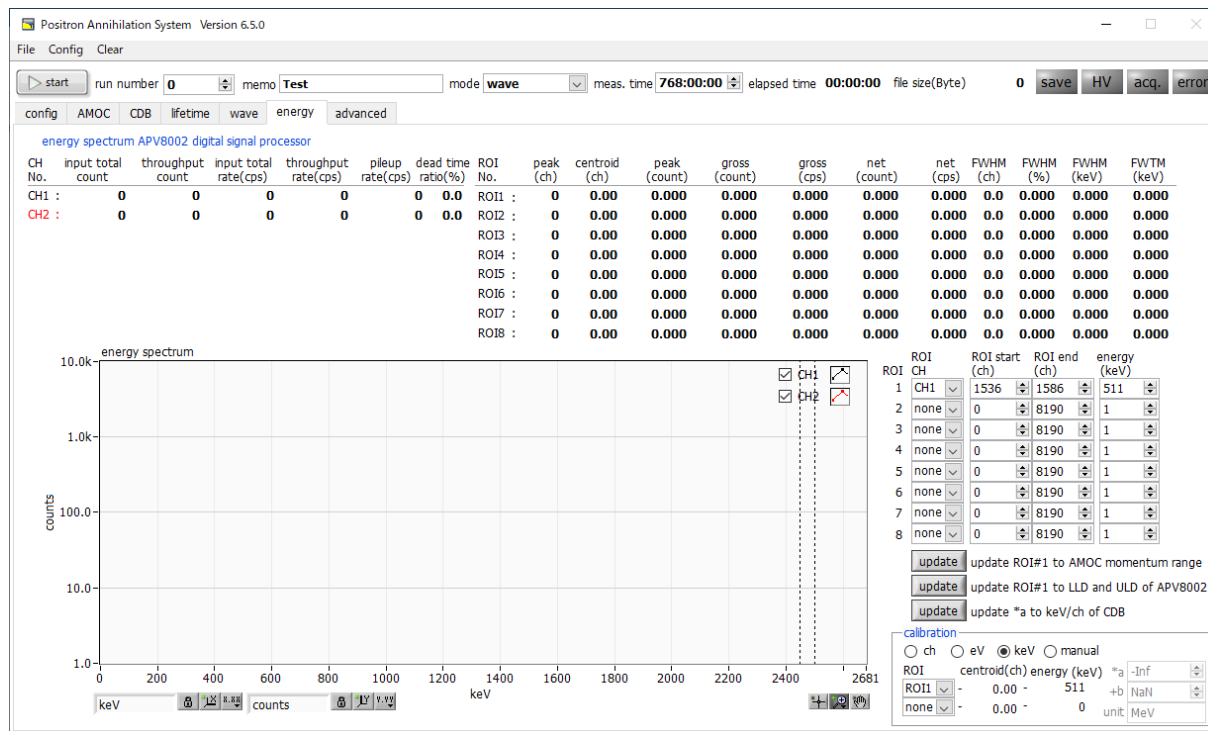 Positron Annihilation System Version 6.5.0
File Config Clear
start run number 0 memo Test mode wave meas. time 768:00:00 elapsed time 00:00:00 file size(Byte) 0 save HV acq. error
config AMOC CDB lifetime wave energy advanced
energy spectrum APV8002 digital signal processor
CH input total throughput input total throughput pileup dead time ROI peak centroid peak gross gross net net FWHM FWHM FWHM FWTM
No. count count rate(cps) rate(cps) rate(cps) ratio(%) No. (ch) (ch) (count) (count) (cps) (count) (cps) (ch) (%) (keV) (keV)
CH1 : 0 0 0 0 0 0.0 ROI1 : 0 0.00 0.000 0.000 0.000 0.000 0.000 0.0 0.000 0.000 0.000
CH2 : 0 0 0 0 0 0.0 ROI2 : 0 0.00 0.000 0.000 0.000 0.000 0.000 0.0 0.000 0.000 0.000
ROI3 : 0 0.00 0.000 0.000 0.000 0.000 0.000 0.0 0.000 0.000 0.000
ROI4 : 0 0.00 0.000 0.000 0.000 0.000 0.000 0.0 0.000 0.000 0.000
ROI5 : 0 0.00 0.000 0.000 0.000 0.000 0.000 0.0 0.000 0.000 0.000
ROI6 : 0 0.00 0.000 0.000 0.000 0.000 0.000 0.0 0.000 0.000 0.000
ROI7 : 0 0.00 0.000 0.000 0.000 0.000 0.000 0.0 0.000 0.000 0.000
ROI8 : 0 0.00 0.000 0.000 0.000 0.000 0.000 0.0 0.000 0.000 0.000
energy spectrum
10.0k
1.0k
100.0
10.0
1.0
counts
CH1
CH2
0 200 400 600 800 1000 1200 1400 1600 1800 2000 2200 2400 2681
keV
keV counts
ROI ROI start ROI end energy
ROI CH (ch) (ch) (keV)
1 CH1 1536 1586 511
2 none 0 8190 1
3 none 0 8190 1
4 none 0 8190 1
5 none 0 8190 1
6 none 0 8190 1
7 none 0 8190 1
8 none 0 8190 1
update update ROI#1 to AMOC momentum range
update update ROI#1 to LLD and ULD of APV8002
update update *a to keV/ch of CDB
calibration
ch eV keV manual
ROI centroid(ch) energy (keV) *a -Inf
ROI1 - 0.00 - 511 +b NaN
none - 0.00 - 0 unit MeV